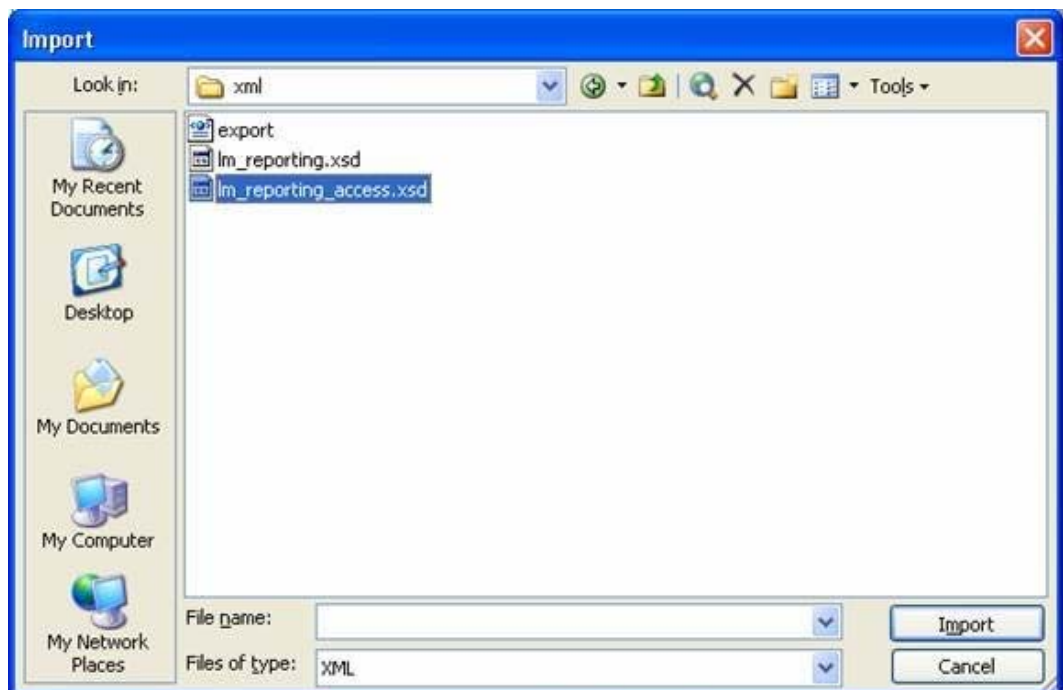 Import
Look in:
xml
Tools
export
lm_reporting.xsd
lm_reporting_access.xsd
My Recent
Documents
Desktop
My Documents
My Computer
My Network
Places
File name:
Import
Files of type:
XML
Cancel